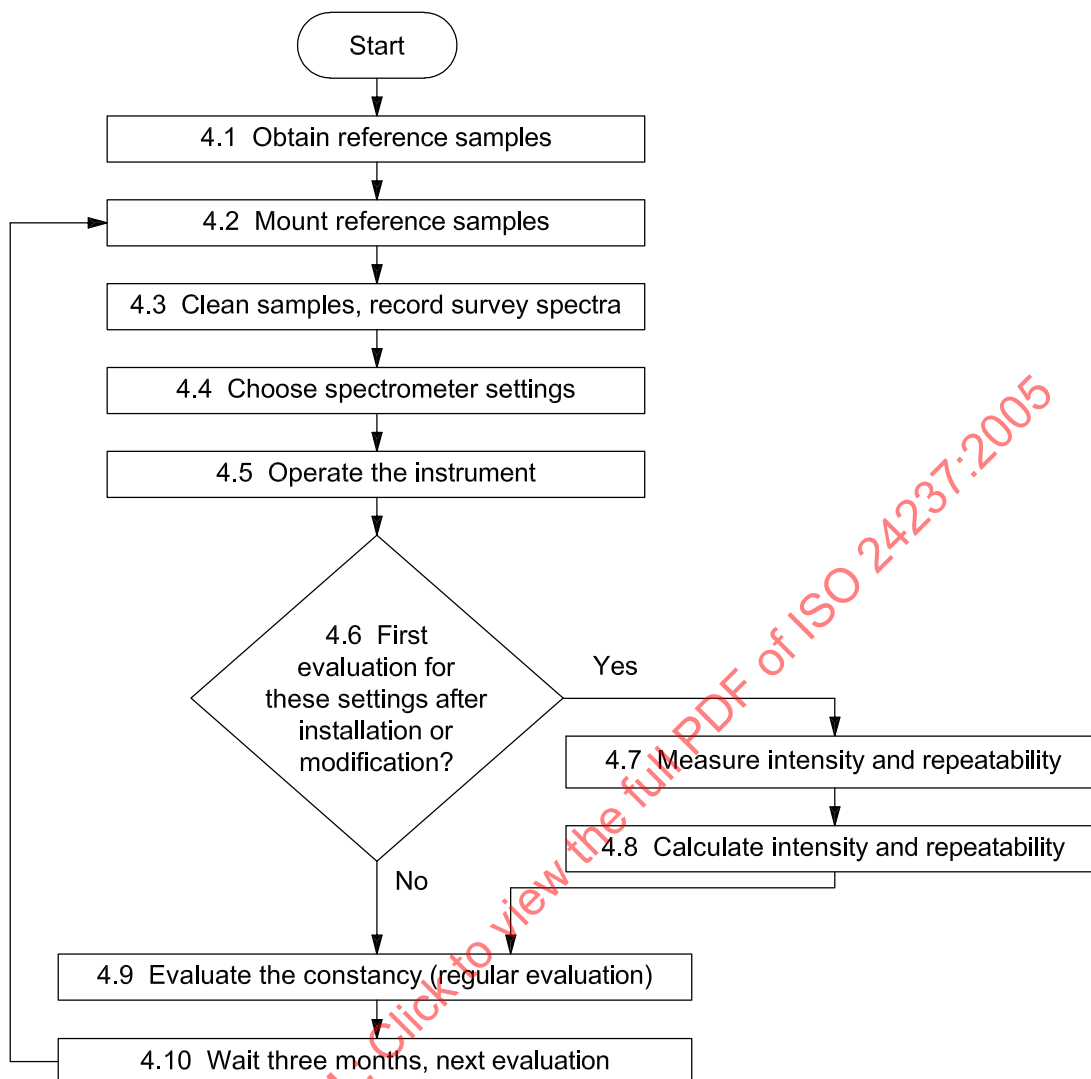 Start
4.1 Obtain reference samples
4.2 Mount reference samples
4.3 Clean samples, record survey spectra
4.4 Choose spectrometer settings
4.5 Operate the instrument
4.6 First
evaluation for
these settings after
installation or
modification?
Yes
4.7 Measure intensity and repeatability
4.8 Calculate intensity and repeatability
No
4.9 Evaluate the constancy (regular evaluation)
4.10 Wait three months, next evaluation
Click to view the full PDF of ISO 24237:2005